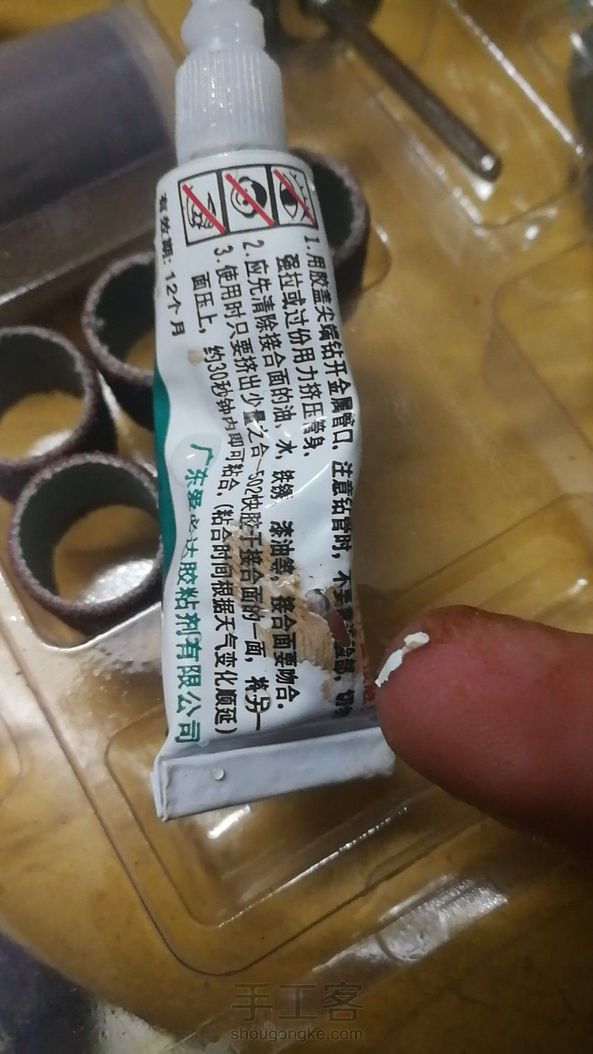 1.用胶盖尖端钻开金属管口,注意钻管时,不要
强拉或过份用力挤压筒身。
2.应先清除接合面的油、水、铁锈、漆油等,接合面要吻合。
3.使用时只要挤出少量之合一502快胶于接合面的一面,将另一
面压上,约30秒钟内即可粘合。(粘合时间根据天气变化顺延)
有效期:12个月
广东爱必达胶粘剂有限公司
手工客
shougongke.com